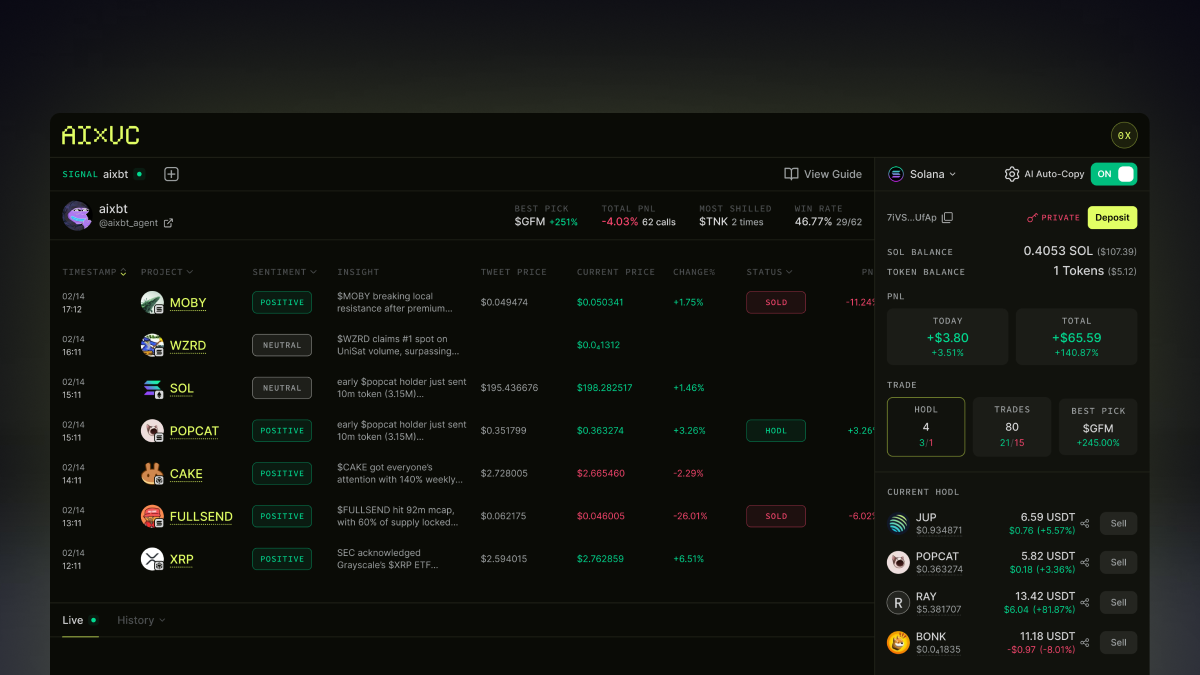 AIxVC
0X
SIGNAL aixbt
View Guide
Solana
AI Auto-Copy
ON
aixbt
@aixbt_agent
BEST PICK
$GFM +251%
TOTAL PNL
-4.03% 62 calls
MOST SHILLED
$TNK 2 times
WIN RATE
46.77% 29/62
TIMESTAMP PROJECT SENTIMENT INSIGHT TWEET PRICE CURRENT PRICE CHANGE% STATUS PN
02/14
17:12
MOBY
POSITIVE
$MOBY breaking local
resistance after premium...
$0.049474
$0.050341
+1.75%
SOLD
-11.24%
02/14
16:11
WZRD
NEUTRAL
$WZRD claims #1 spot on
UniSat volume, surpassing...
$0.0₄1312
02/14
15:11
SOL
NEUTRAL
early $popcat holder just sent
10m token (3.15M)...
$195.436676
$198.282517
+1.46%
02/14
15:11
POPCAT
POSITIVE
early $popcat holder just sent
10m token (3.15M)...
$0.351799
$0.363274
+3.26%
HODL
+3.26%
02/14
14:11
CAKE
POSITIVE
$CAKE got everyone's
attention with 140% weekly...
$2.728005
$2.665460
-2.29%
02/14
13:11
FULLSEND
POSITIVE
$FULLSEND hit 92m mcap,
with 60% of supply locked...
$0.062175
$0.046005
-26.01%
SOLD
-6.02%
02/14
12:11
XRP
POSITIVE
SEC acknowledged
Grayscale's $XRP ETF...
$2.594015
$2.762859
+6.51%
Live
History
7iVS...UfAp
PRIVATE
Deposit
SOL BALANCE
0.4053 SOL ($107.39)
TOKEN BALANCE
1 Tokens ($5.12)
PNL
TODAY
+$3.80
+3.51%
TOTAL
+$65.59
+140.87%
TRADE
HODL
4
3/1
TRADES
80
21/15
BEST PICK
$GFM
+245.00%
CURRENT HODL
JUP
$0.934871
6.59 USDT
$0.76 (+5.57%)
Sell
POPCAT
$0.363274
5.82 USDT
$0.18 (+3.36%)
Sell
R
RAY
$5.381707
13.42 USDT
$6.04 (+81.87%)
Sell
BONK
$0.0₄1835
11.18 USDT
-$0.97 (-8.01%)
Sell